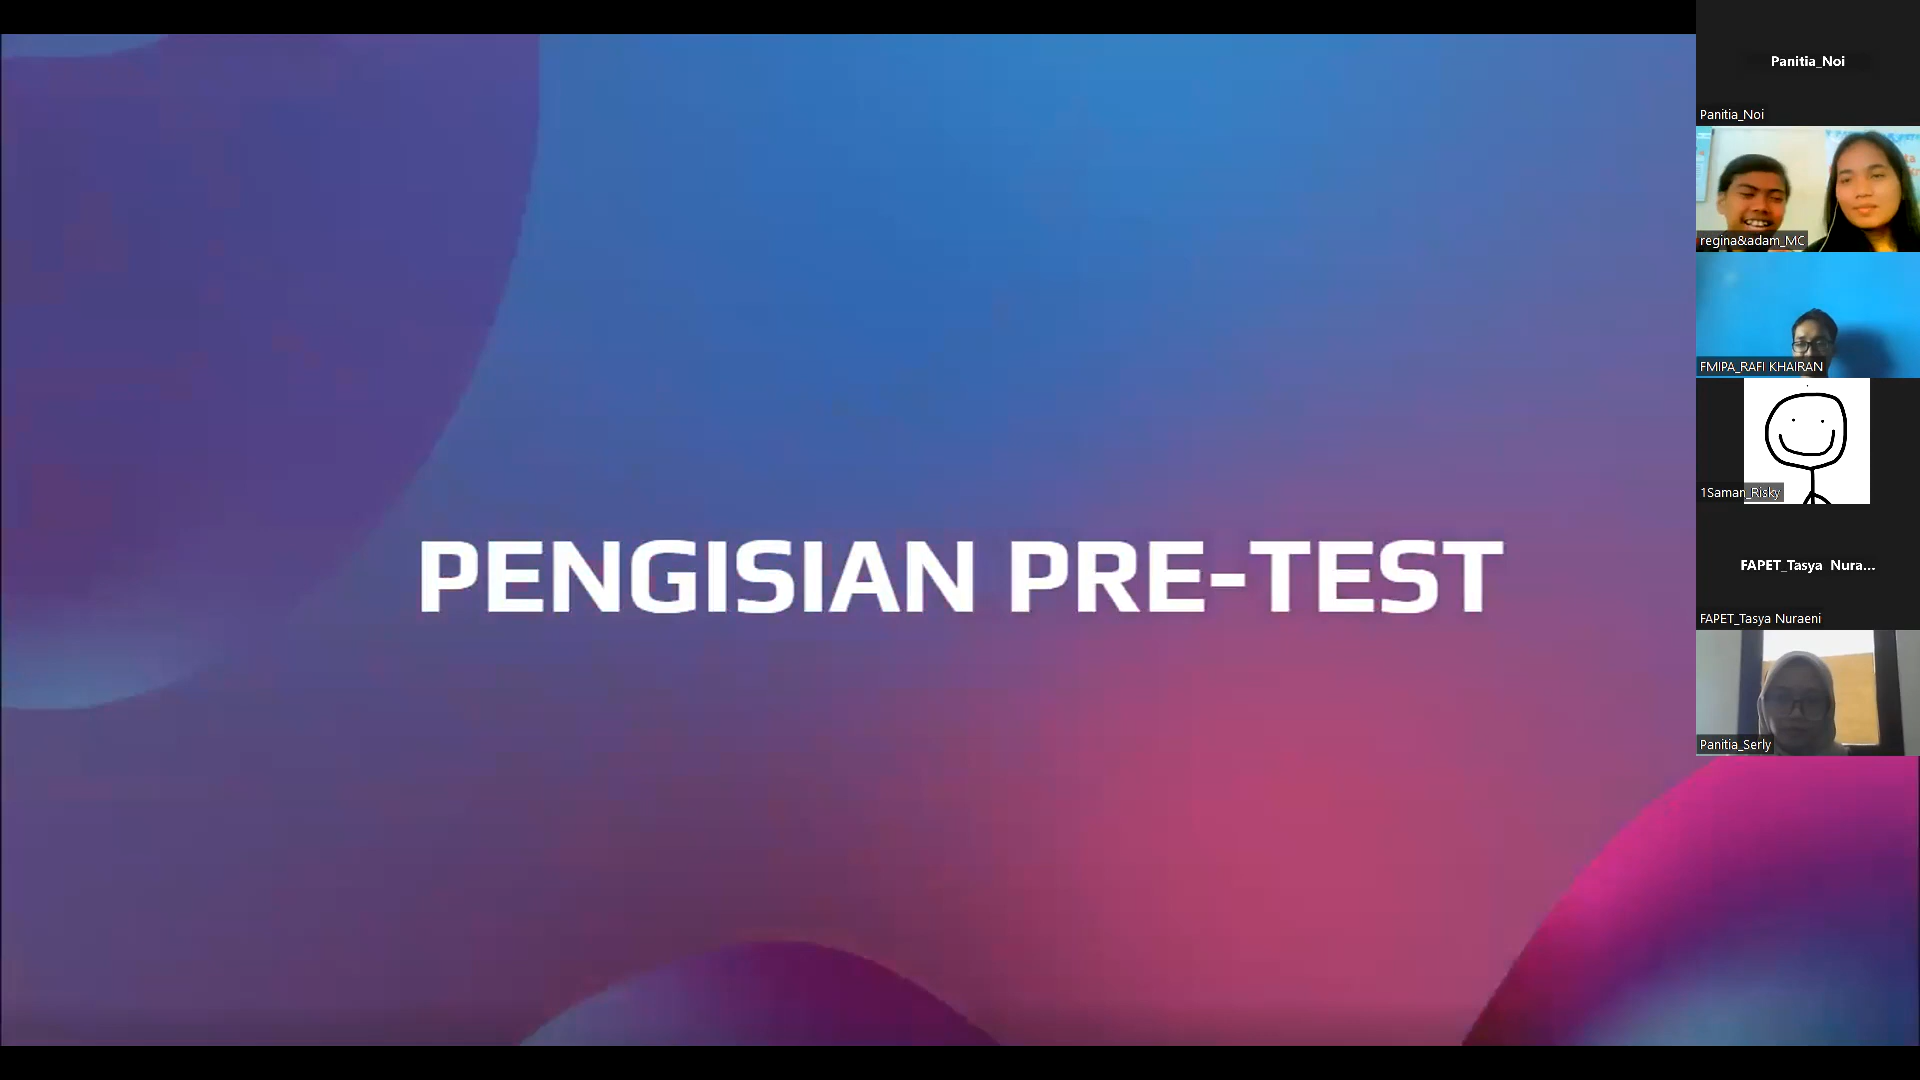 PENGISIAN PRE-TEST
Panitia_Noi
Panitia_Noi
regina&adam_MC
FMIPA_RAFI KHAIRAN
1Saman_Risky
FAPET_Tasya Nura...
FAPET_Tasya Nuraeni
Panitia_Serly